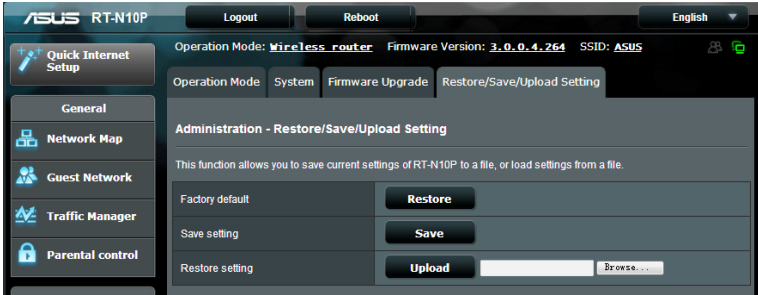 ASUS RT-N10P Logout Reboot English
Quick Internet Setup
Operation Mode: Wireless router Firmware Version: 3.0.0.4.264 SSID: ASUS
Operation Mode System Firmware Upgrade Restore/Save/Upload Setting
General
Network Map
Guest Network
Traffic Manager
Parental control
Administration - Restore/Save/Upload Setting
This function allows you to save current settings of RT-N10P to a file, or load settings from a file.
Factory default Restore
Save setting Save
Restore setting Upload Browse...